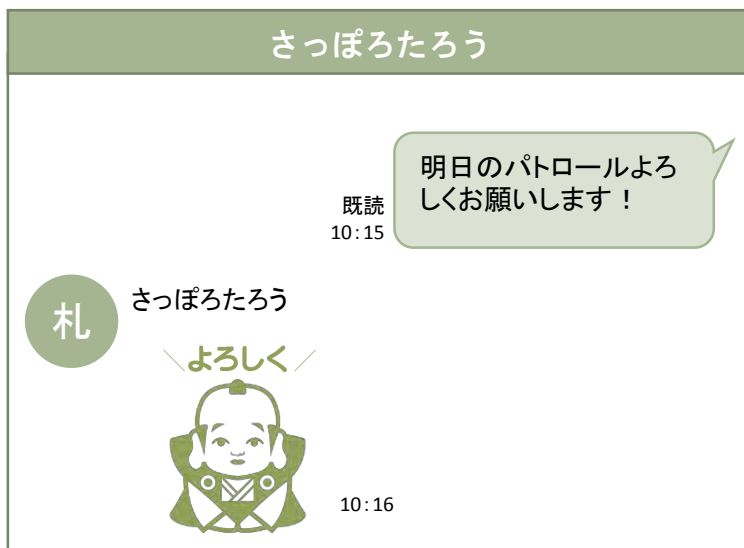 さっぽろたろう
明日のパトロールよろ
しくお願いします！
既読
10:15
札
さっぽろたろう
＼よろしく／
10:16